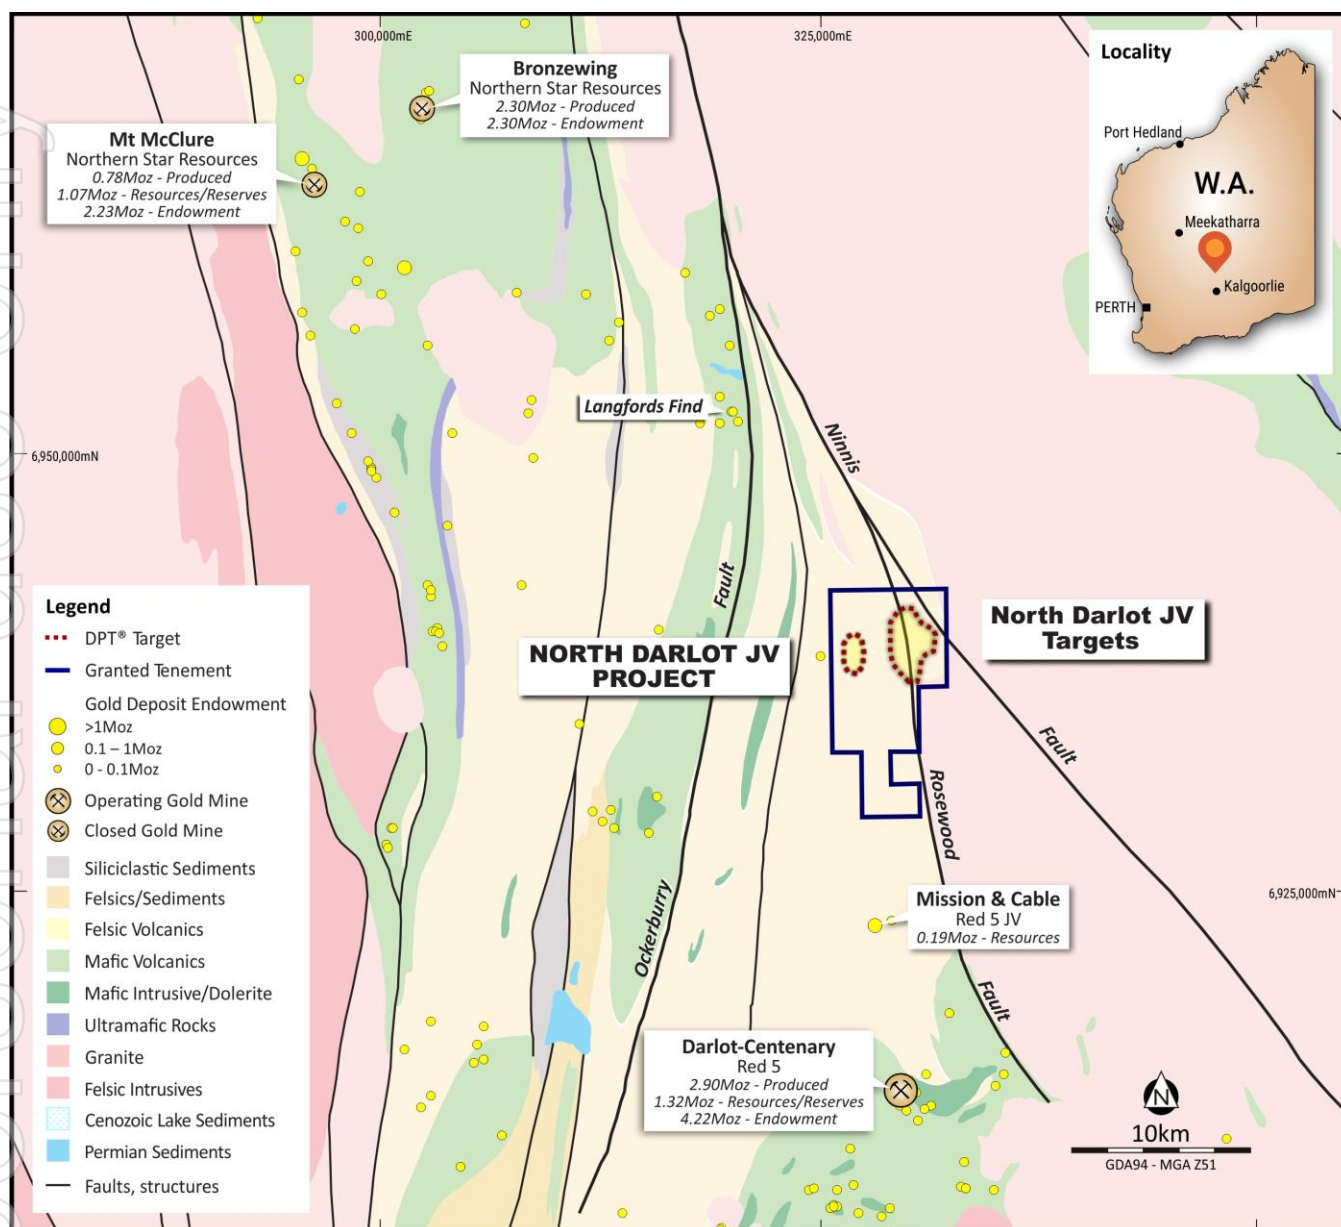 300,000mE
325,000mE
Bronzewing
Northern Star Resources
2.30Moz - Produced
2.30Moz - Endowment
Mt McClure
Northern Star Resources
0.78Moz - Produced
1.07Moz - Resources/Reserves
2.23Moz - Endowment
Locality
Port Hedland
W.A.
Meekatharra
Kalgoorlie
PERTH
Langfords Find
6,950,000mN
Ninnis
Fault
NORTH DARLOT JV
PROJECT
North Darlot JV
Targets
Fault
Rosewood
Fault
Ockerburry
Mission & Cable
Red 5 JV
0.19Moz - Resources
6,925,000mN
Darlot-Centenary
Red 5
2.90Moz - Produced
1.32Moz - Resources/Reserves
4.22Moz - Endowment
N
10km
GDA94 - MGA Z51
Legend
DPT® Target
Granted Tenement
Gold Deposit Endowment
>1Moz
0.1 – 1Moz
0 - 0.1Moz
Operating Gold Mine
Closed Gold Mine
Siliciclastic Sediments
Felsics/Sediments
Felsic Volcanics
Mafic Volcanics
Mafic Intrusive/Dolerite
Ultramafic Rocks
Granite
Felsic Intrusives
Cenozoic Lake Sediments
Permian Sediments
Faults, structures